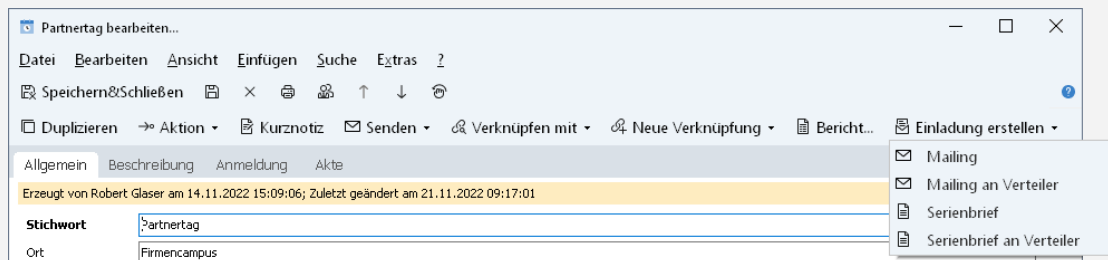 Partnertag bearbeiten...
Datei Bearbeiten Ansicht Einfügen Suche Extras ?
Speichern&Schließen
Duplizieren Aktion Kurznotiz Senden Verknüpfen mit Neue Verknüpfung Bericht... Einladung erstellen
Mailing
Mailing an Verteiler
Serienbrief
Serienbrief an Verteiler
Allgemein Beschreibung Anmeldung Akte
Erzeugt von Robert Glaser am 14.11.2022 15:09:06; Zuletzt geändert am 21.11.2022 09:17:01
Stichwort Partnertag
Ort Firmencampus